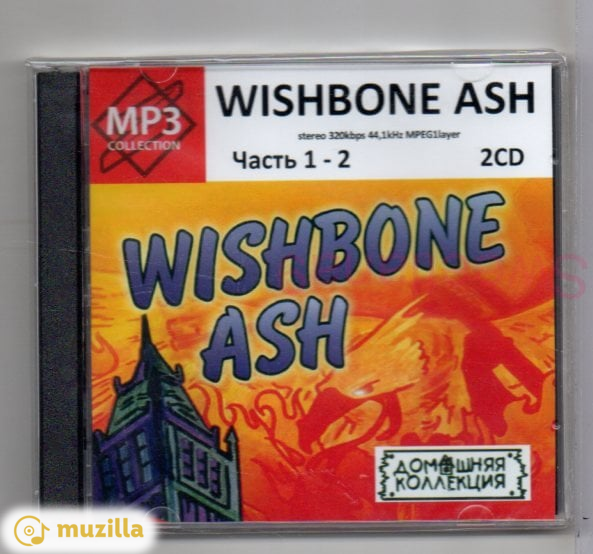 MP3
COLLECTION
WISHBONE ASH
stereo 320kbps 44,1kHz MPEG1layer
Часть 1 - 2
2CD
WISHBONE
ASH
ДОМАШНЯЯ
КОЛЛЕКЦИЯ
muzilla